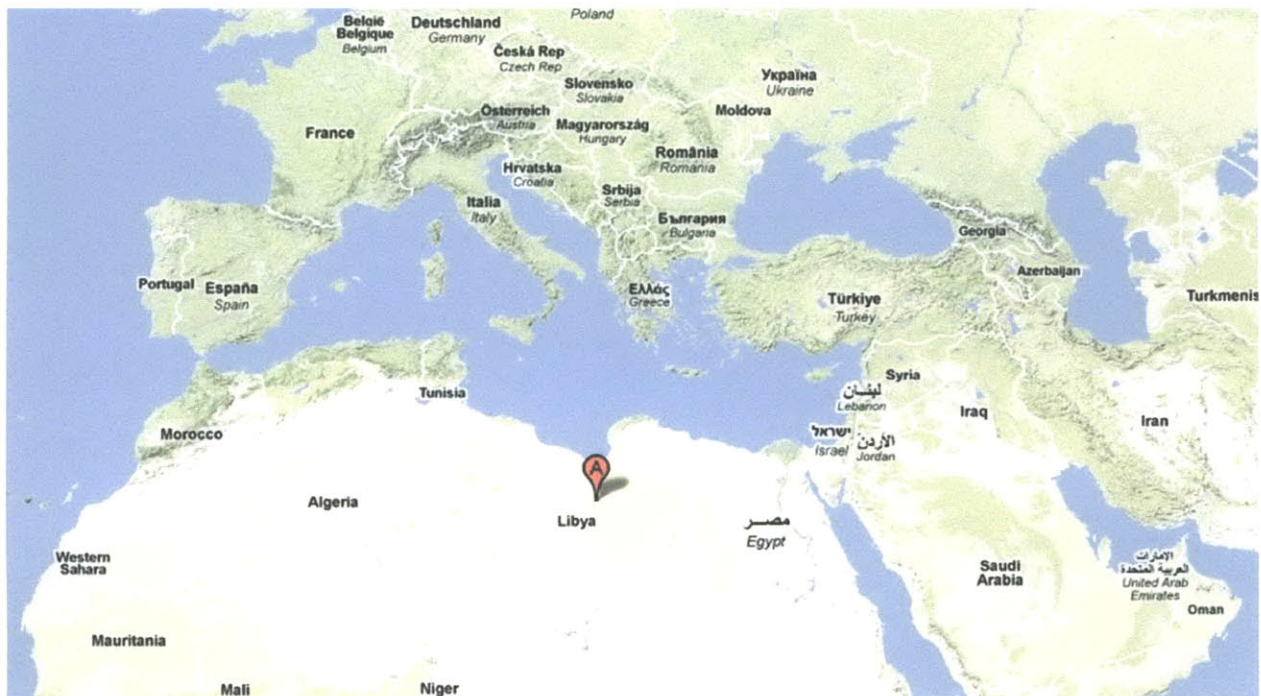 Poland
België
Belgique
Belgium
Deutschland
Germany
Česká Rep
Czech Rep
Slovensko
Slovakia
Україна
Ukraine
Österreich
Austria
Magyarország
Hungary
Moldova
France
România
Romania
Hrvatska
Croatia
Srbija
Serbia
Italia
Italy
България
Bulgaria
Georgia
Azerbaijan
Portugal
España
Spain
Ελλάς
Greece
Türkiye
Turkey
Turkmenis
Tunisia
Syria
لبنان
Lebanon
Iraq
Iran
Morocco
ישראל
Israel
الأردن
Jordan
A
Algeria
Libya
مصر
Egypt
Western
Sahara
Saudi
Arabia
الإمارات
العربية المتحدة
United Arab
Emirates
Oman
Mauritania
Mali
Niger